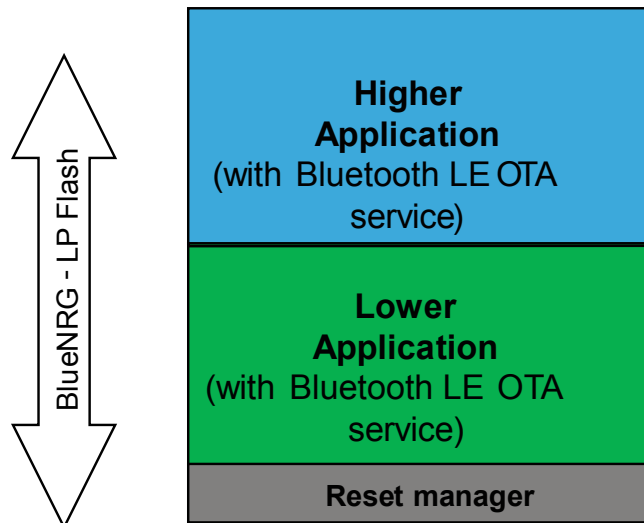 BlueNRG - LP Flash
Higher
Application
(with Bluetooth LE OTA
service)
Lower
Application
(with Bluetooth LE OTA
service)
Reset manager